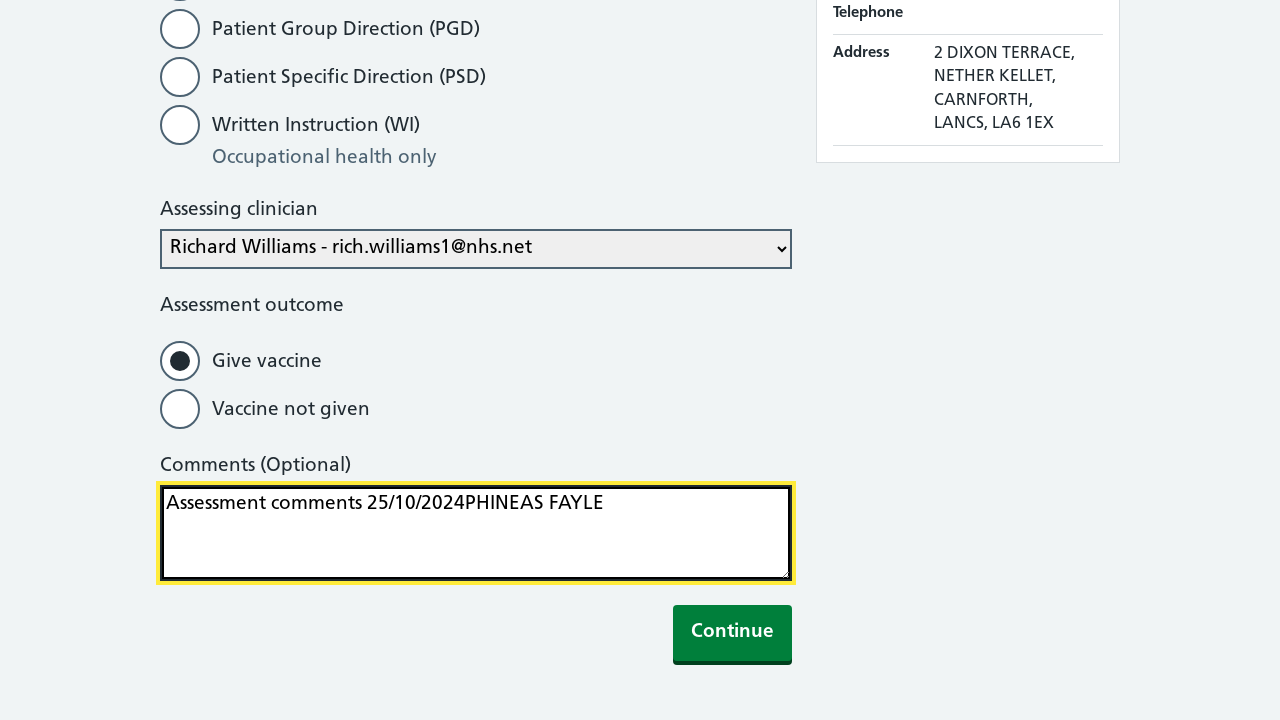 Patient Group Direction (PGD)
Patient Specific Direction (PSD)
Written Instruction (WI)
Occupational health only
Assessing clinician
Richard Williams - rich.williams1@nhs.net
Assessment outcome
Give vaccine
Vaccine not given
Comments (Optional)
Assessment comments 25/10/2024PHINEAS FAYLE
Continue
Telephone
Address
2 DIXON TERRACE,
NETHER KELLET,
CARNFORTH,
LANCS, LA6 1EX